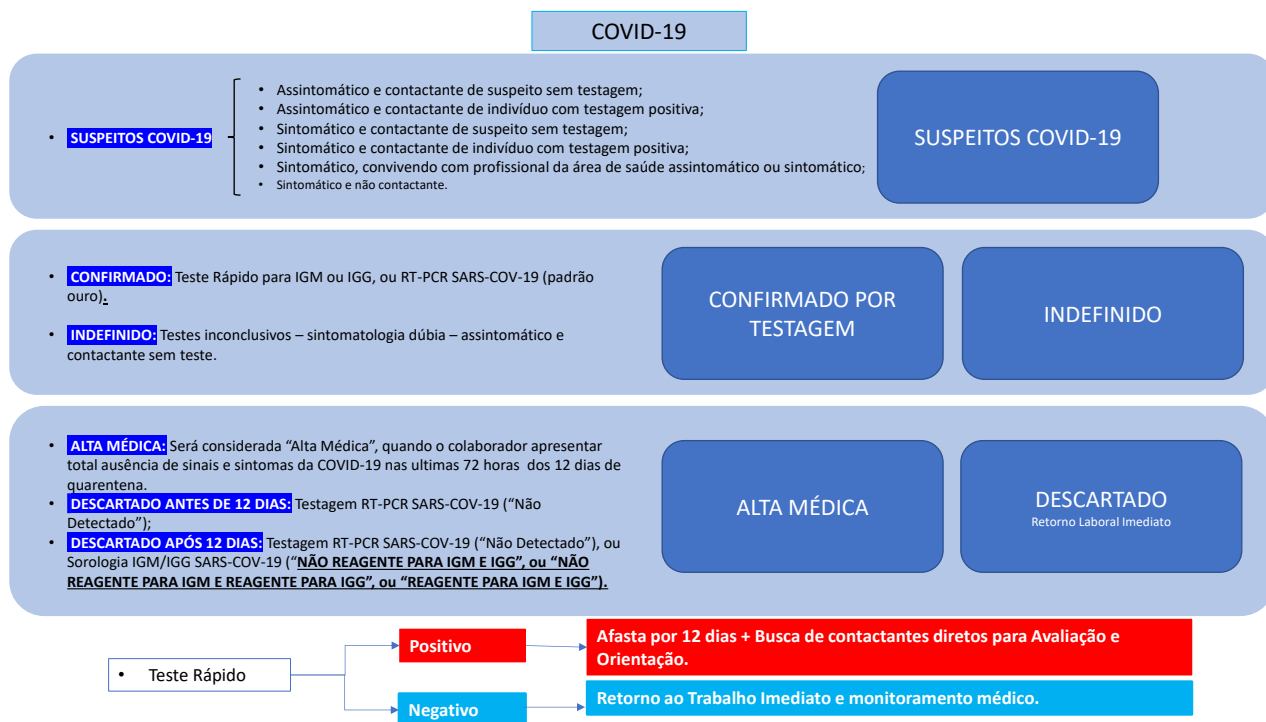 COVID-19
• SUSPEITOS COVID-19
• Assintomático e contactante de suspeito sem testagem;
• Assintomático e contactante de indivíduo com testagem positiva;
• Sintomático e contactante de suspeito sem testagem;
• Sintomático e contactante de indivíduo com testagem positiva;
• Sintomático, convivendo com profissional da área de saúde assintomático ou sintomático;
• Sintomático e não contactante.
SUSPEITOS COVID-19
• CONFIRMADO: Teste Rápido para IGM ou IGG, ou RT-PCR SARS-COV-19 (padrão
ouro).
• INDEFINIDO: Testes inconclusivos – sintomatologia dúbia – assintomático e
contactante sem teste.
CONFIRMADO POR
TESTAGEM
INDEFINIDO
• ALTA MÉDICA: Será considerada “Alta Médica”, quando o colaborador apresentar
total ausência de sinais e sintomas da COVID-19 nas ultimas 72 horas dos 12 dias de
quarentena.
• DESCARTADO ANTES DE 12 DIAS: Testagem RT-PCR SARS-COV-19 (“Não
Detectado”);
• DESCARTADO APÓS 12 DIAS: Testagem RT-PCR SARS-COV-19 (“Não Detectado”), ou
Sorologia IGM/IGG SARS-COV-19 (“NÃO REAGENTE PARA IGM E IGG”, ou “NÃO
REAGENTE PARA IGM E REAGENTE PARA IGG”, ou “REAGENTE PARA IGM E IGG”).
ALTA MÉDICA
DESCARTADO
Retorno Laboral Imediato
• Teste Rápido
Positivo
Afasta por 12 dias + Busca de contactantes diretos para Avaliação e
Orientação.
Negativo
Retorno ao Trabalho Imediato e monitoramento médico.